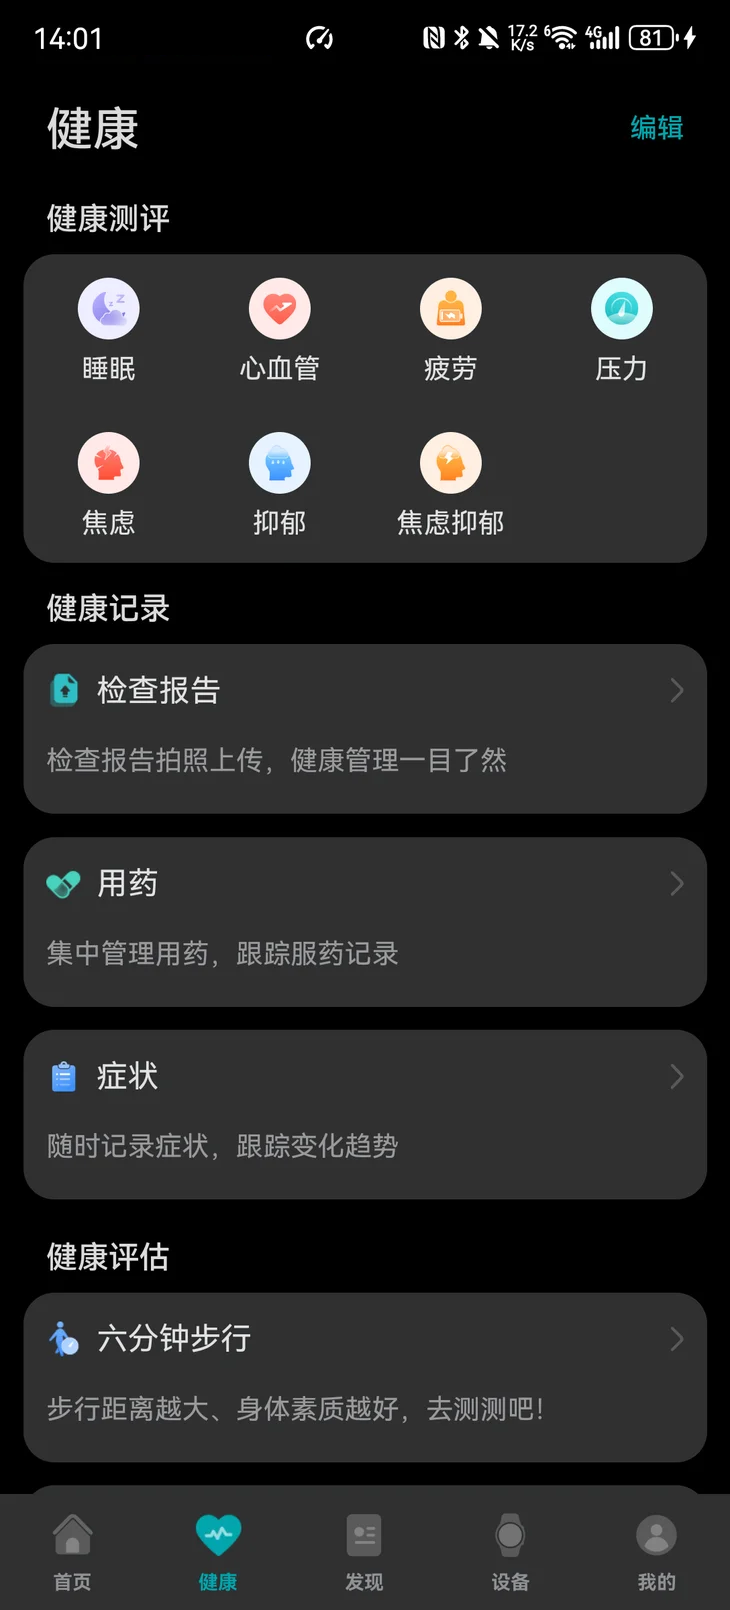 14:01
17.2 K/s
6
4G
81
健康
编辑
健康测评
睡眠
心血管
疲劳
压力
焦虑
抑郁
焦虑抑郁
健康记录
检查报告
检查报告拍照上传，健康管理一目了然
用药
集中管理用药，跟踪服药记录
症状
随时记录症状，跟踪变化趋势
健康评估
六分钟步行
步行距离越大、身体素质越好，去测测吧！
首页
健康
发现
设备
我的